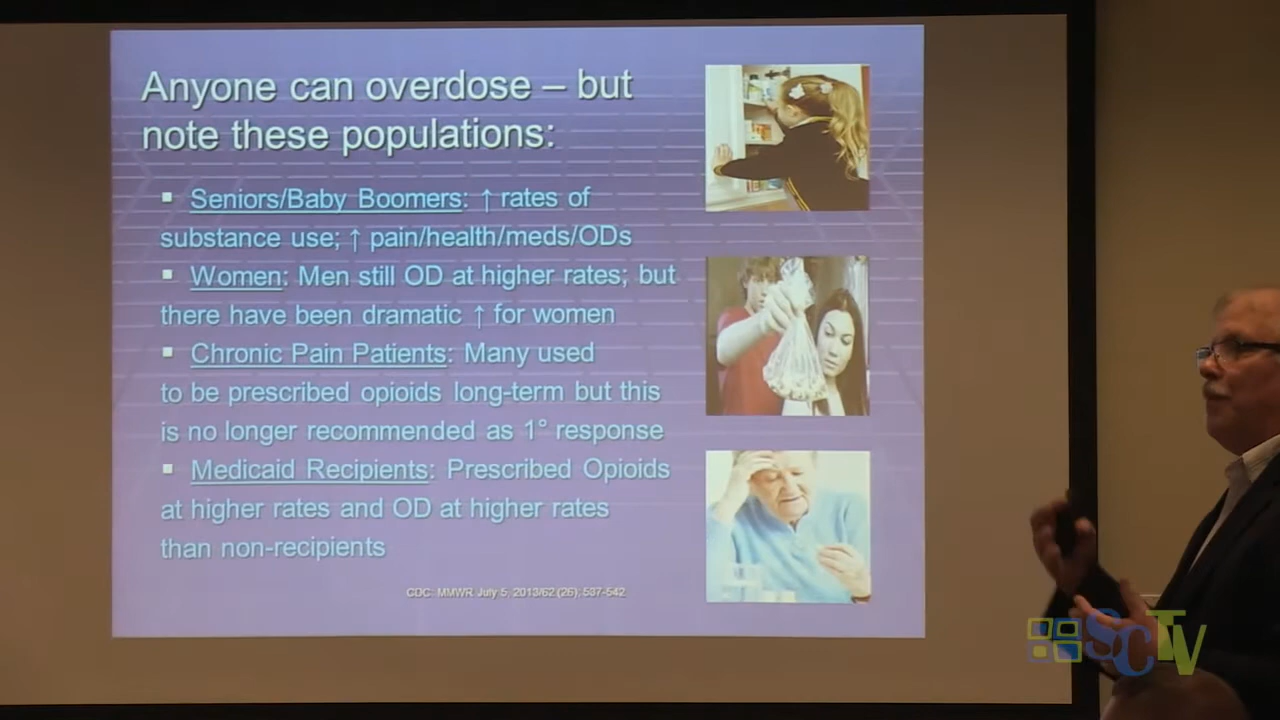 Anyone can overdose – but
note these populations:
▪ Seniors/Baby Boomers: ↑ rates of
substance use; ↑ pain/health/meds/ODs
▪ Women: Men still OD at higher rates; but
there have been dramatic ↑ for women
▪ Chronic Pain Patients: Many used
to be prescribed opioids long-term but this
is no longer recommended as 1° response
▪ Medicaid Recipients: Prescribed Opioids
at higher rates and OD at higher rates
than non-recipients
CDC. MMWR. July 5, 2013/62 (26); 537-542.
SCTV